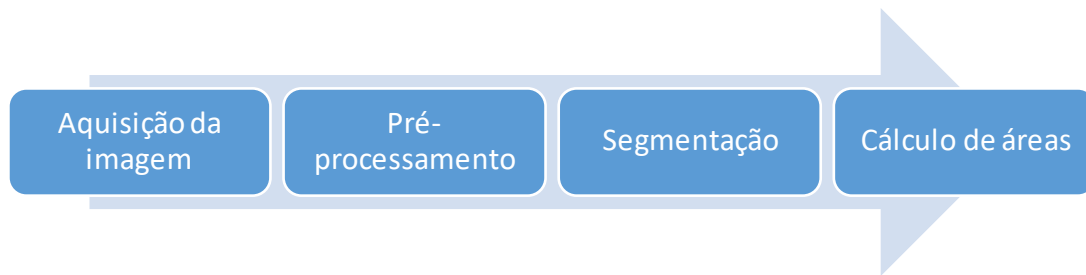 Aquisição da
imagem
Pré-
processamento
Segmentação
Cálculo de áreas